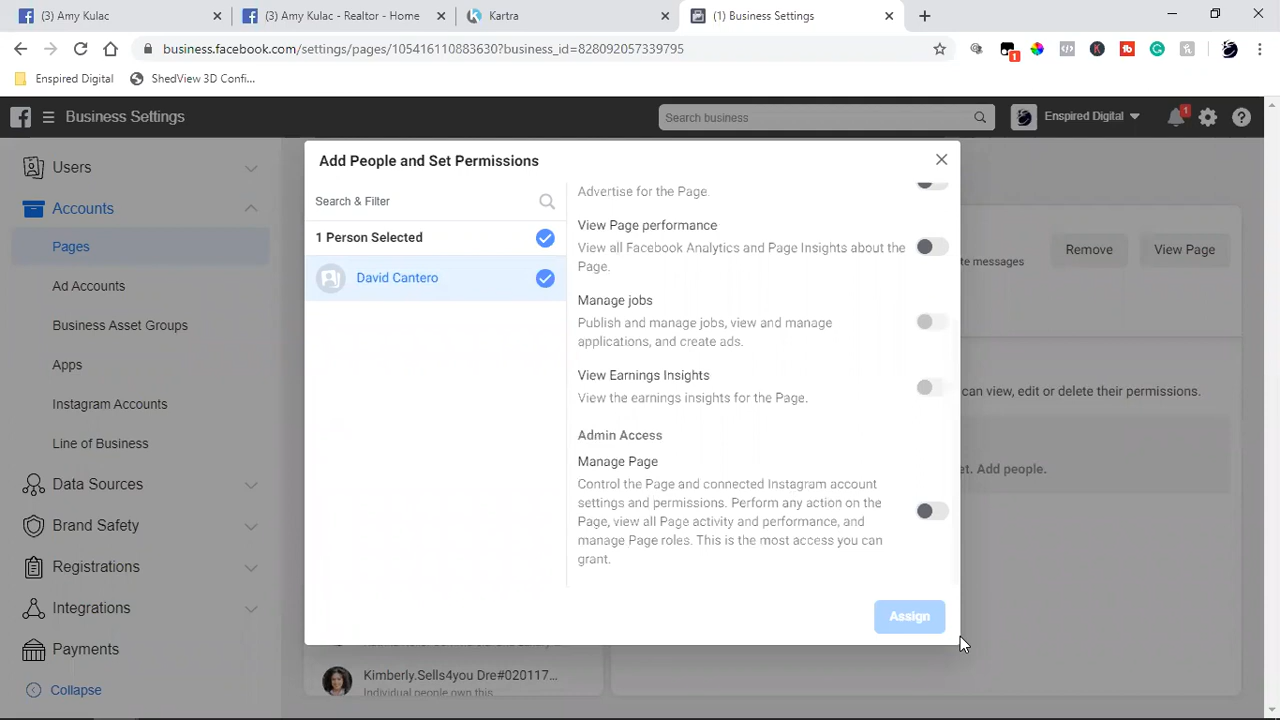 (3) Amy Kulac
(3) Amy Kulac - Realtor - Home
Kartra
(1) Business Settings
business.facebook.com/settings/pages/105416110883630?business_id=828092057339795
1
Enspired Digital
ShedView 3D Confi...
Business Settings
Search business
Enspired Digital
1
Users
Accounts
Pages
Ad Accounts
Business Asset Groups
Apps
Instagram Accounts
Line of Business
Data Sources
Brand Safety
Registrations
Integrations
Payments
Collapse
Add People and Set Permissions
Search & Filter
1 Person Selected
David Cantero
Advertise for the Page.
View Page performance
View all Facebook Analytics and Page Insights about the
Page.
Manage jobs
Publish and manage jobs, view and manage
applications, and create ads.
View Earnings Insights
View the earnings insights for the Page.
Admin Access
Manage Page
Control the Page and connected Instagram account
settings and permissions. Perform any action on the
Page, view all Page activity and performance, and
manage Page roles. This is the most access you can
grant.
Assign
Remove
View Page
te messages
can view, edit or delete their permissions.
et. Add people.
Kimberly.Sells4you Dre#020117...
Individual people own this